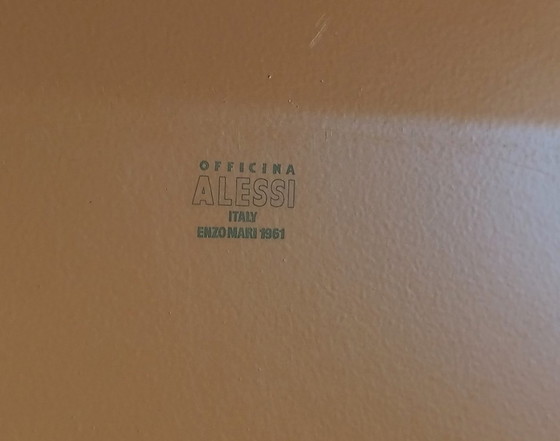 OFFICINA
ALESSI
ITALY
ENZO MARI 1961